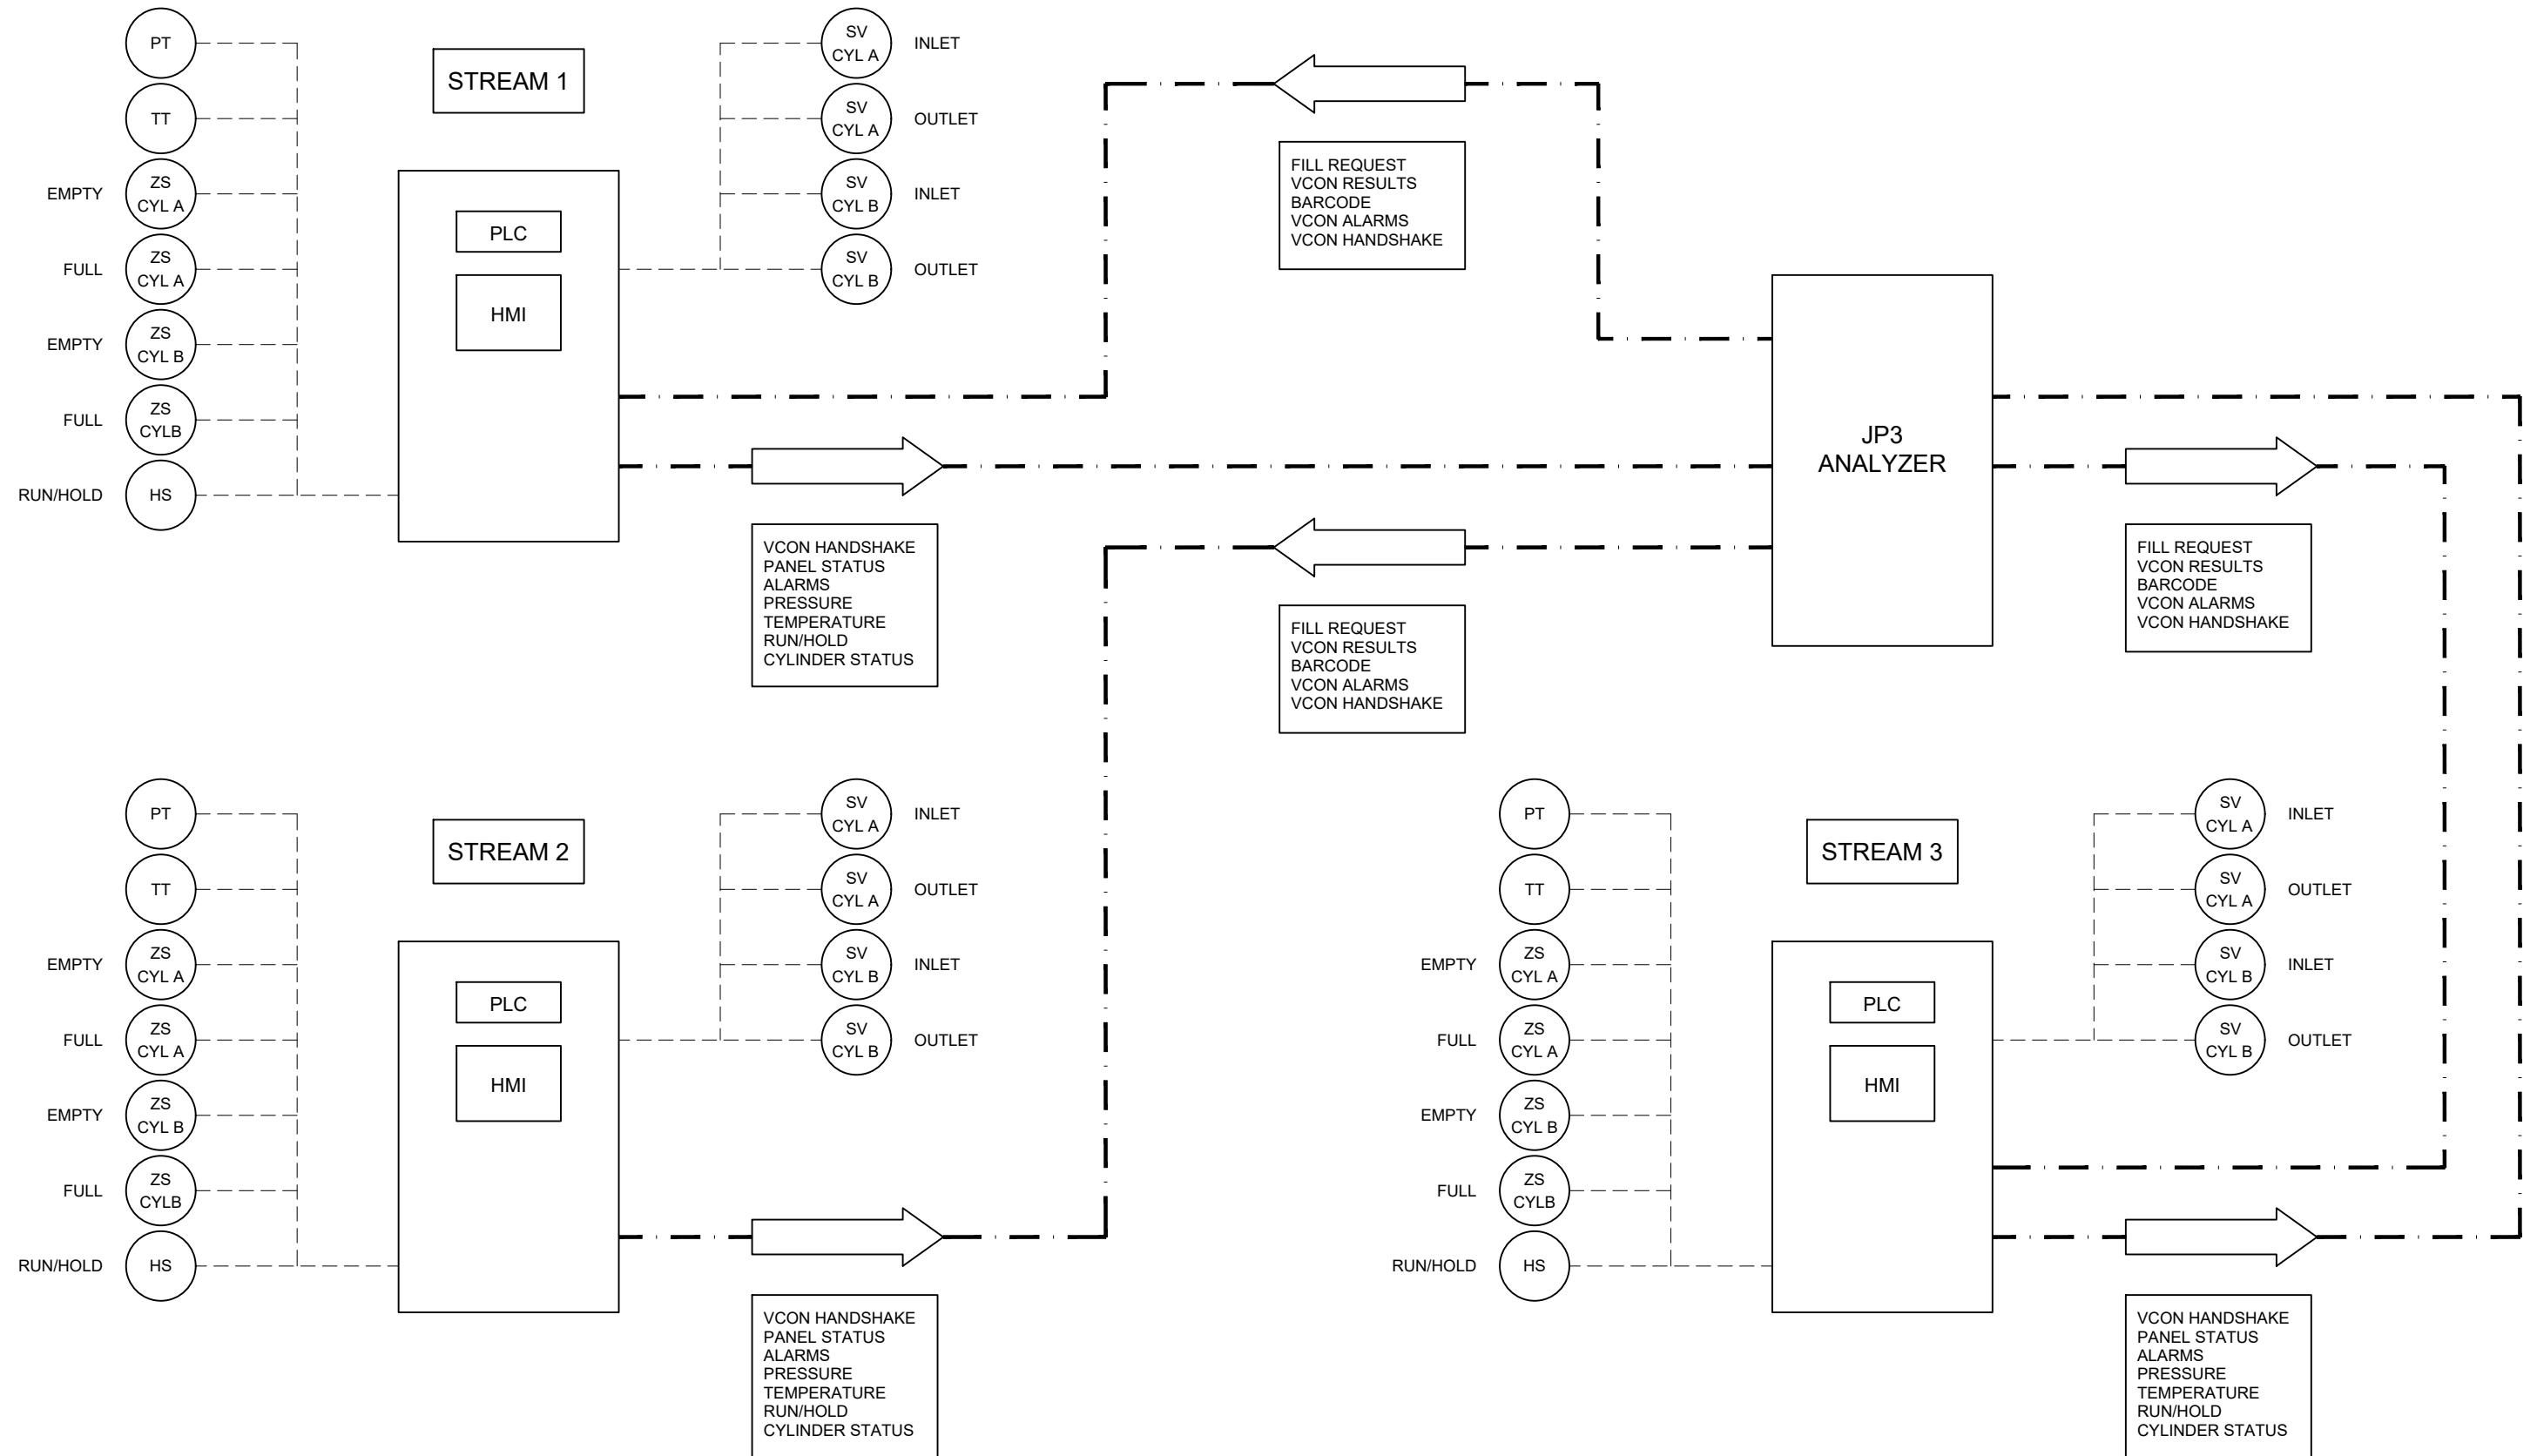 STREAM 1
PT
TT
EMPTY
ZS
CYL A
FULL
ZS
CYL A
EMPTY
ZS
CYL B
FULL
ZS
CYLB
RUN/HOLD
HS
PLC
HMI
SV
CYL A
INLET
SV
CYL A
OUTLET
SV
CYL B
INLET
SV
CYL B
OUTLET
FILL REQUEST
VCON RESULTS
BARCODE
VCON ALARMS
VCON HANDSHAKE
VCON HANDSHAKE
PANEL STATUS
ALARMS
PRESSURE
TEMPERATURE
RUN/HOLD
CYLINDER STATUS
FILL REQUEST
VCON RESULTS
BARCODE
VCON ALARMS
VCON HANDSHAKE
JP3
ANALYZER
FILL REQUEST
VCON RESULTS
BARCODE
VCON ALARMS
VCON HANDSHAKE
STREAM 2
PT
TT
EMPTY
ZS
CYL A
FULL
ZS
CYL A
EMPTY
ZS
CYL B
FULL
ZS
CYLB
RUN/HOLD
HS
PLC
HMI
SV
CYL A
INLET
SV
CYL A
OUTLET
SV
CYL B
INLET
SV
CYL B
OUTLET
VCON HANDSHAKE
PANEL STATUS
ALARMS
PRESSURE
TEMPERATURE
RUN/HOLD
CYLINDER STATUS
STREAM 3
PT
TT
EMPTY
ZS
CYL A
FULL
ZS
CYL A
EMPTY
ZS
CYL B
FULL
ZS
CYLB
RUN/HOLD
HS
PLC
HMI
SV
CYL A
INLET
SV
CYL A
OUTLET
SV
CYL B
INLET
SV
CYL B
OUTLET
VCON HANDSHAKE
PANEL STATUS
ALARMS
PRESSURE
TEMPERATURE
RUN/HOLD
CYLINDER STATUS